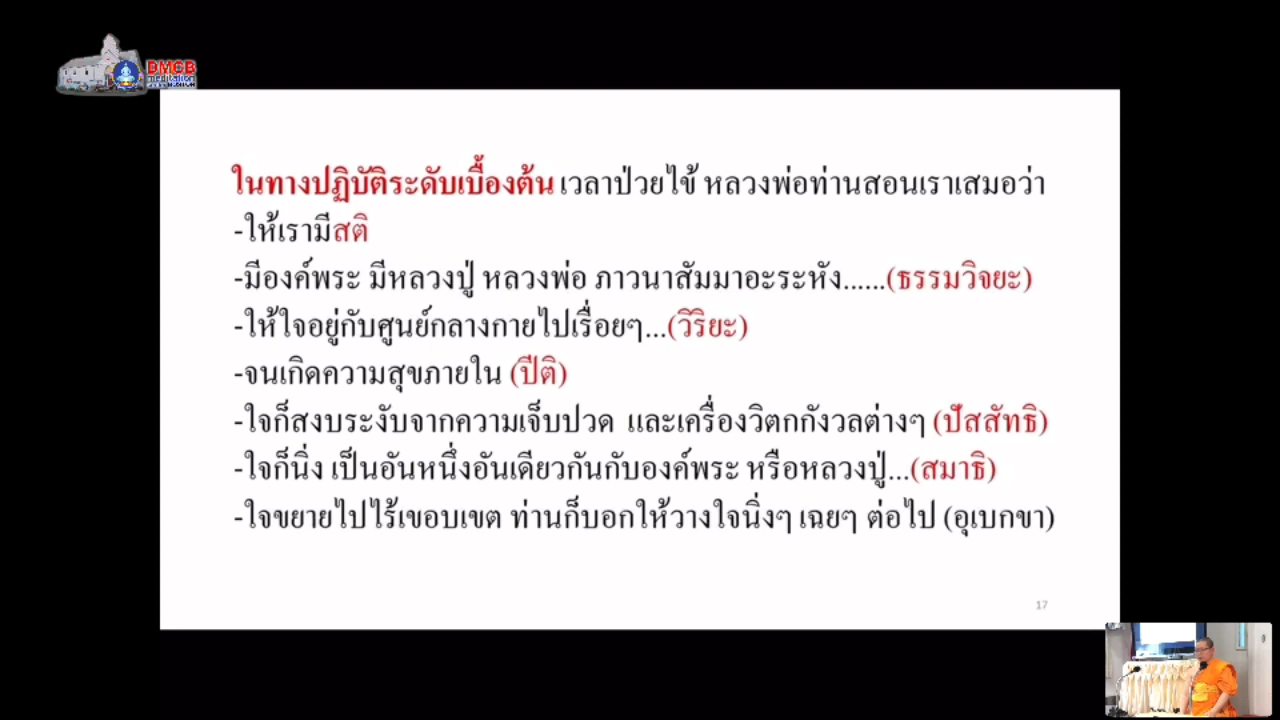 DMCB
meditation
ในทางปฏิบัติระดับเบื้องต้น เวลาป่วยไข้ หลวงพ่อท่านสอนเราเสมอว่า
-ให้เรามีสติ
-มีองค์พระ มีหลวงปู่ หลวงพ่อ ภาวนาสัมมาอะระหัง......(ธรรมวิจยะ)
-ให้ใจอยู่กับศูนย์กลางกายไปเรื่อยๆ...(วิริยะ)
-จนเกิดความสุขภายใน (ปีติ)
-ใจก็สงบระงับจากความเจ็บปวด และเครื่องวิตกกังวลต่างๆ (ปัสสัทธิ)
-ใจก็นิ่ง เป็นอันหนึ่งอันเดียวกันกับองค์พระ หรือหลวงปู่...(สมาธิ)
-ใจขยายไปไร้เขอบเขต ท่านก็บอกให้วางใจนิ่งๆ เฉยๆ ต่อไป (อุเบกขา)
17